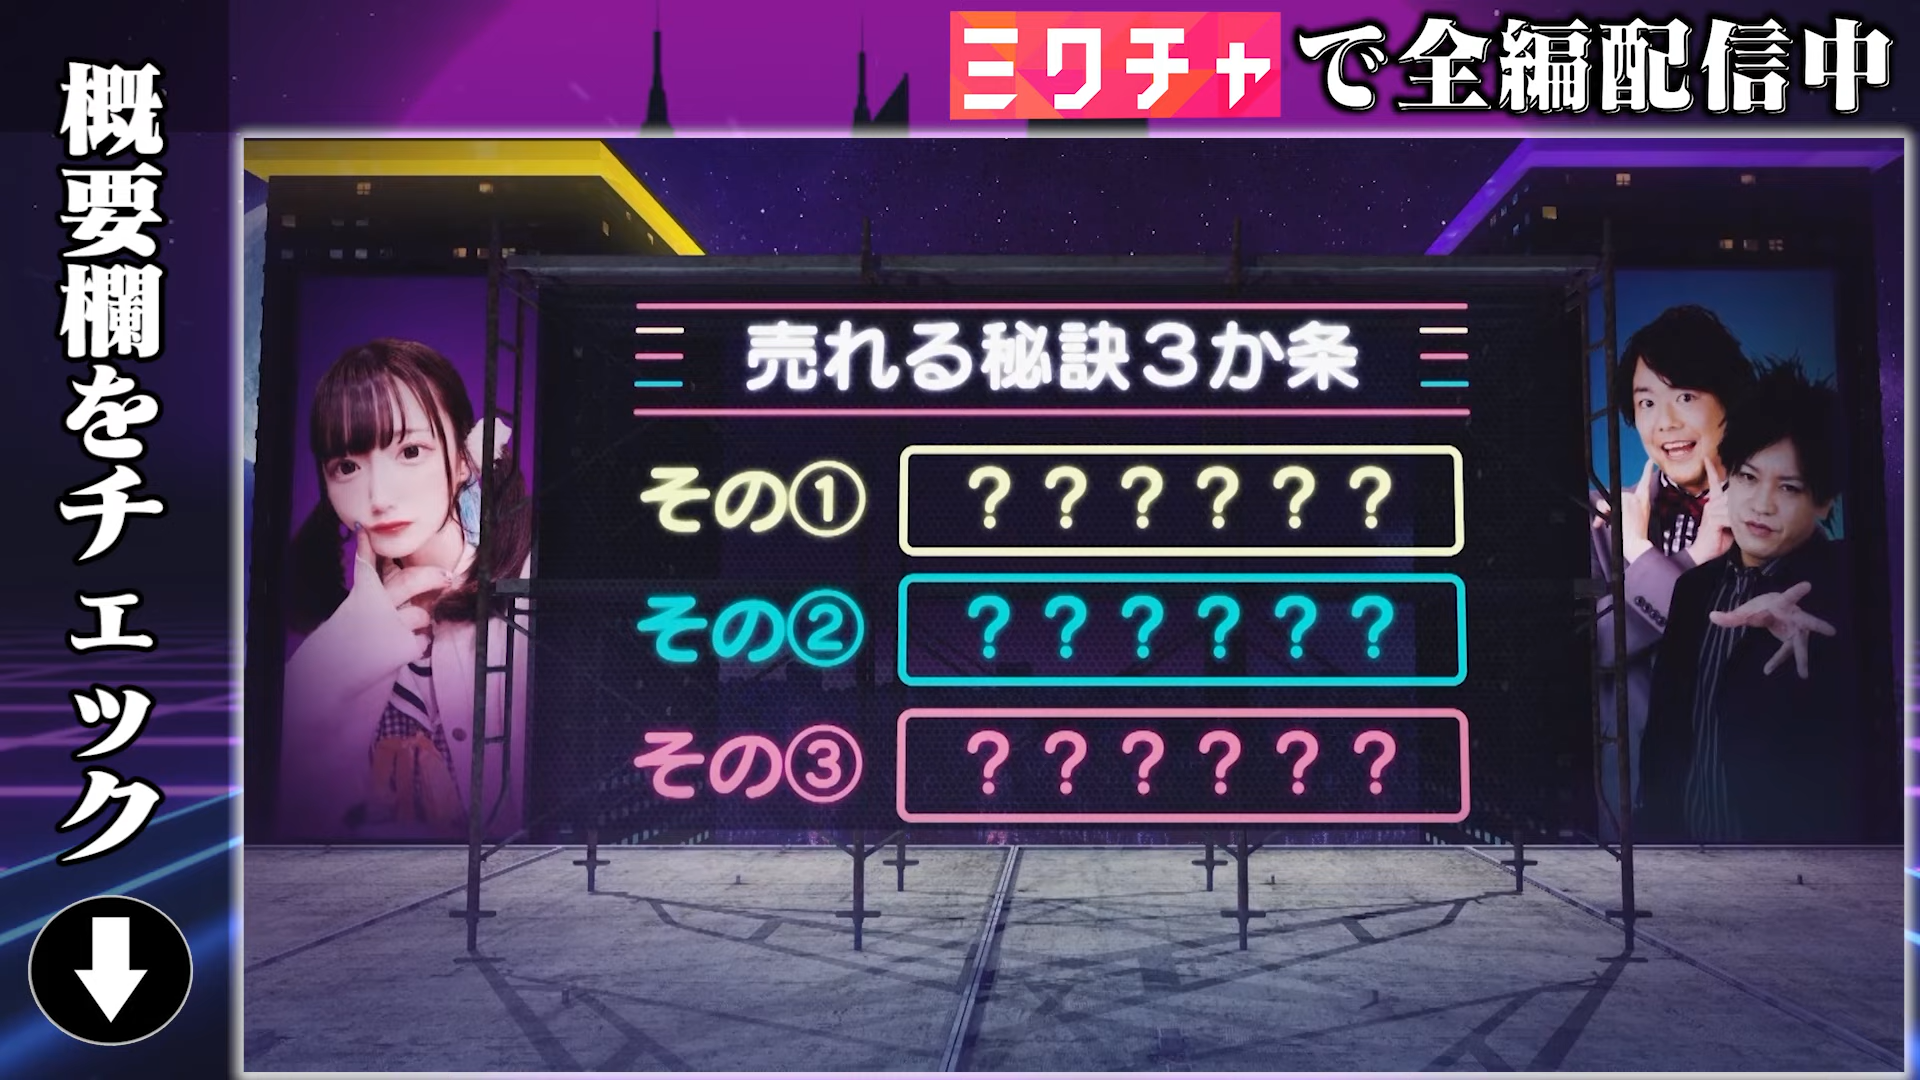 ミクチャで全編配信中
概要欄をチェック
売れる秘訣3か条
その① ??????
その② ??????
その③ ??????